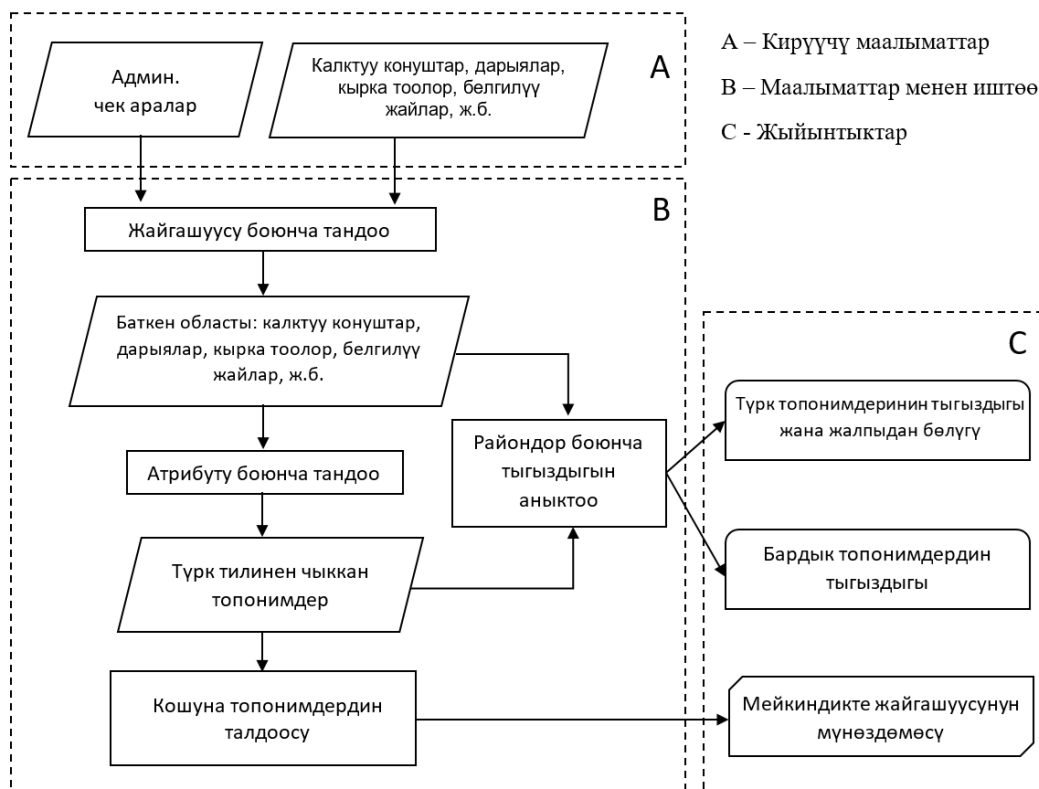 Админ.
чек аралар
Калктуу конуштар, дарыялар,
кырка тоолор, белгилүү
жайлар, ж.б.
A
A – Кирүүчү маалыматтар
B – Маалыматтар менен иштөө
C - Жыйынтыктар
B
Жайгашуусу боюнча тандоо
Баткен областы: калктуу конуштар,
дарыялар, кырка тоолор, белгилүү
жайлар, ж.б.
Атрибуту боюнча тандоо
Түрк тилинен чыккан
топонимдер
Кошуна топонимдердин
талдоосу
Райондор боюнча
тыгыздыгын
аныктоо
C
Түрк топонимдеринин тыгыздыгы
жана жалпыдан бөлүгү
Бардык топонимдердин
тыгыздыгы
Мейкиндикте жайгашуусунун
мүнөздөмөсү